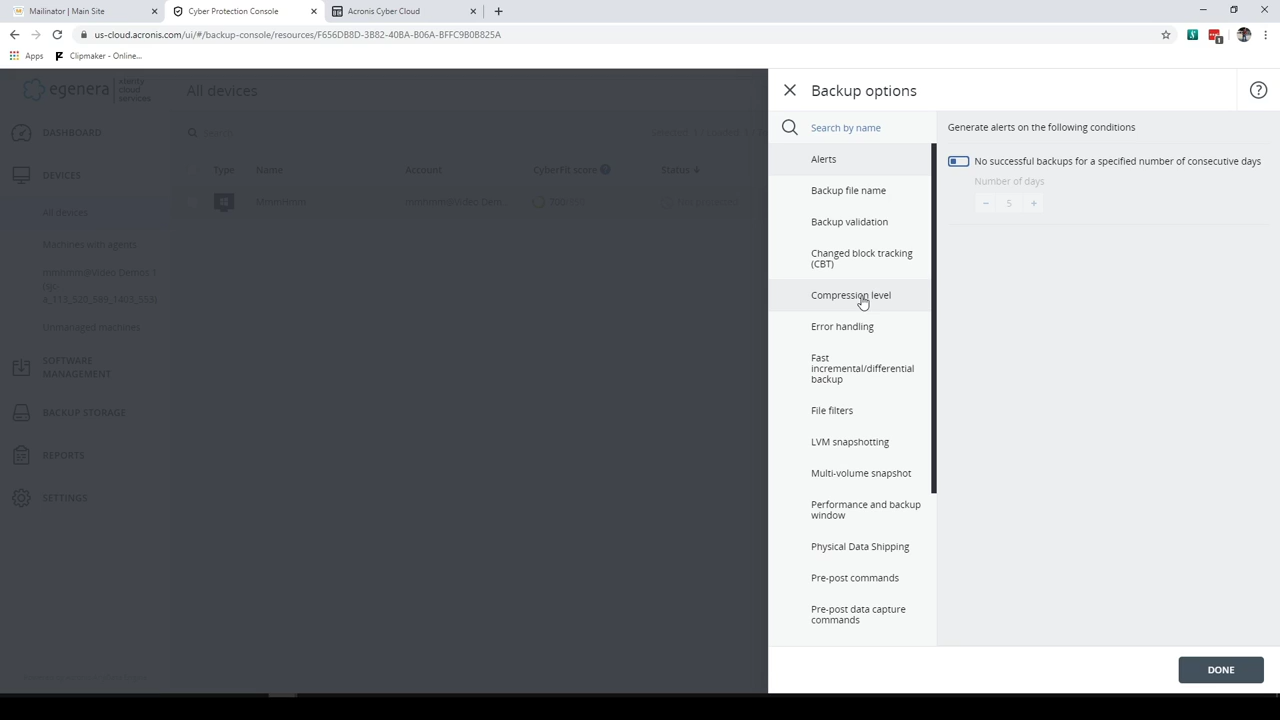 Mailinator | Main Site
Cyber Protection Console
Acronis Cyber Cloud
us-cloud.acronis.com/ui/#/backup-console/resources/F656DB8D-3B82-40BA-B06A-BFFC9B0B825A
Apps
Clipmaker - Online...
egenera
xterity
cloud
services
All devices
Backup options
DASHBOARD
Search
Search by name
Generate alerts on the following conditions
Alerts
No successful backups for a specified number of consecutive days
Number of days
5
DEVICES
Type
Name
Account
CyberFit score
Status
Backup file name
All devices
Backup validation
Machines with agents
Changed block tracking
(CBT)
Compression level
Unmanaged machines
Error handling
SOFTWARE
MANAGEMENT
Fast
incremental/differential
backup
BACKUP STORAGE
File filters
LVM snapshotting
REPORTS
Multi-volume snapshot
SETTINGS
Performance and backup
window
Physical Data Shipping
Pre-post commands
Pre-post data capture
commands
DONE